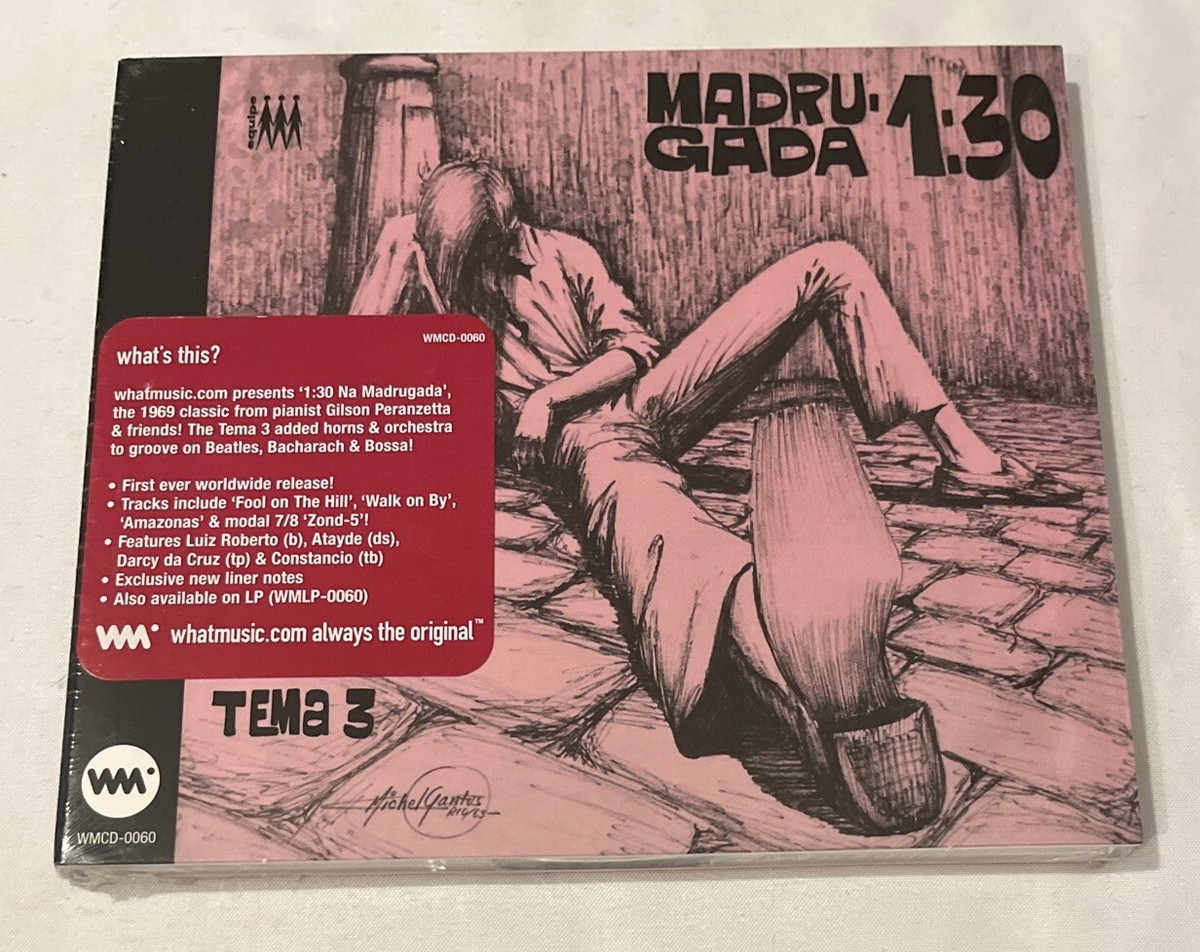 equipe
MADRU-
GADA 1:30
what's this?
WMCD-0060
whatmusic.com presents '1:30 Na Madrugada',
the 1969 classic from pianist Gilson Peranzetta
& friends! The Tema 3 added horns & orchestra
to groove on Beatles, Bacharach & Bossa!
• First ever worldwide release!
• Tracks include 'Fool on The Hill', 'Walk on By',
'Amazonas' & modal 7/8 'Zond-5'!
• Features Luiz Roberto (b), Atayde (ds),
Darcy da Cruz (tp) & Constancio (tb)
• Exclusive new liner notes
• Also available on LP (WMLP-0060)
WM• whatmusic.com always the original™
TEMa 3
Michel Gantus
WM•
WMCD-0060